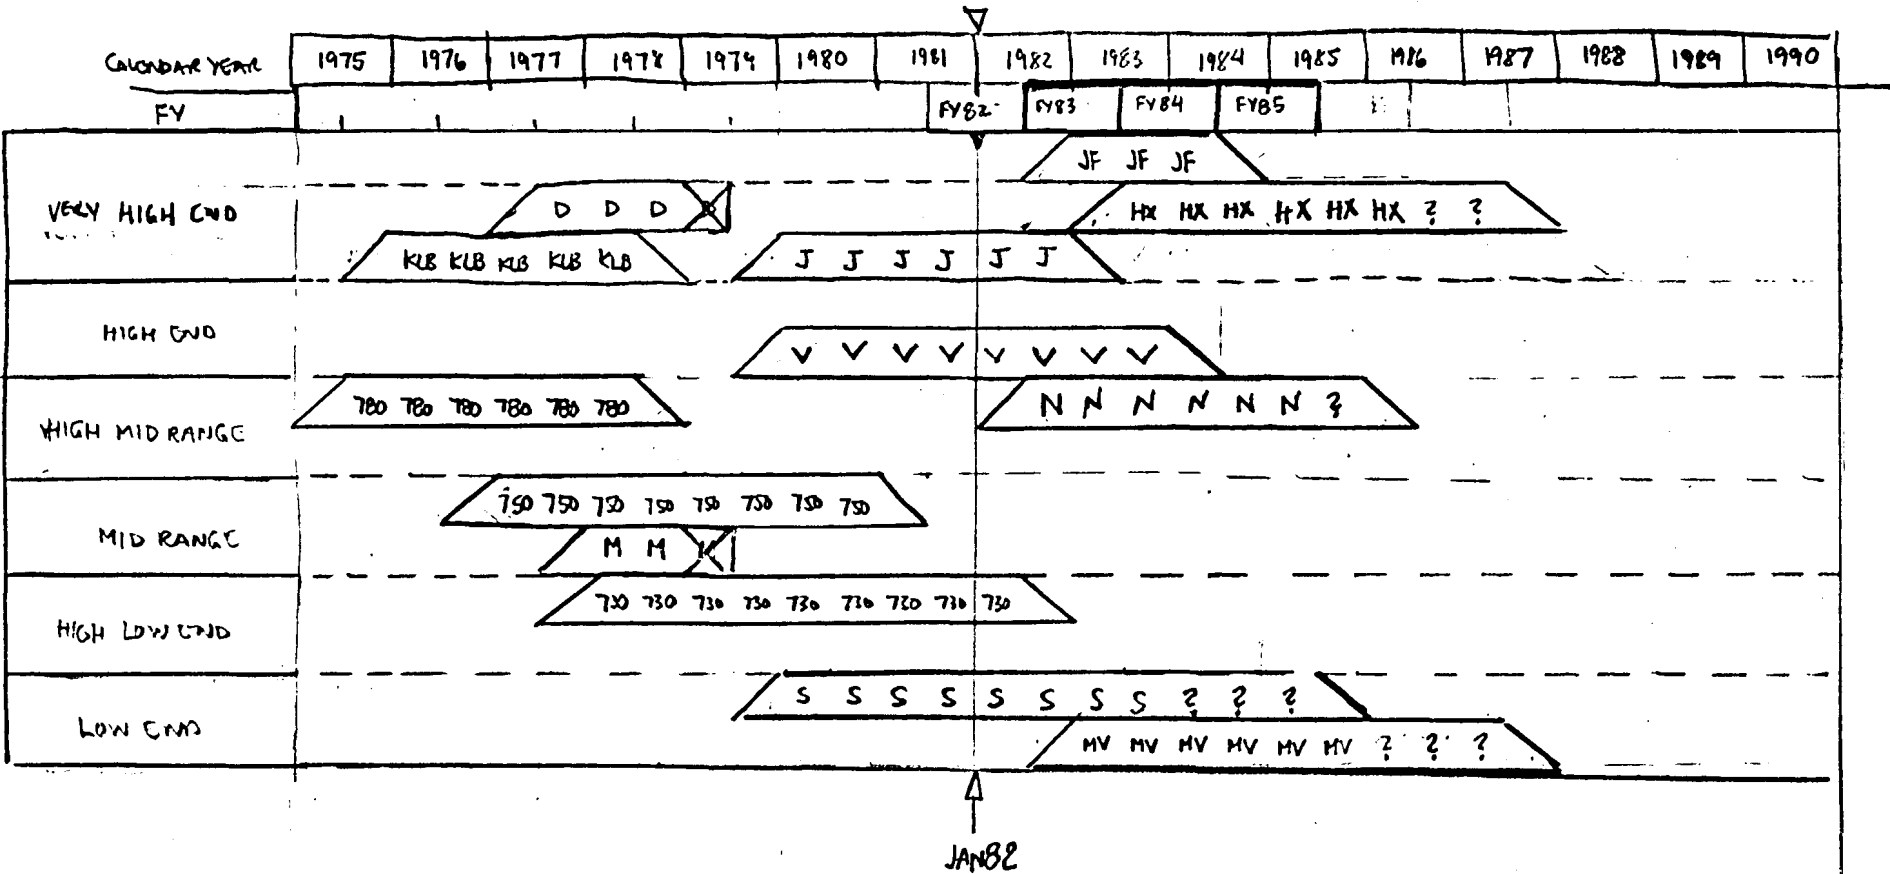 CALENDAR YEAR 1975 1976 1977 1978 1979 1980 1981 1982 1983 1984 1985 1986 1987 1988 1989 1990
FY FY82 FY83 FY84 FY85
JF JF JF
VERY HIGH END D D D HX HX HX HX HX HX ? ?
KLB KLB KLB KLB KLB J J J J J J
HIGH END V V V V V V V V
780 780 780 780 780 780 N N N N N N ?
HIGH MID RANGE
750 750 750 750 750 750 750 750
MID RANGE M M
730 730 730 730 730 730 730 730 730
HIGH LOW END
S S S S S S S S ? ? ?
LOW END MV MV MV MV MV MV ? ? ?
JAN82